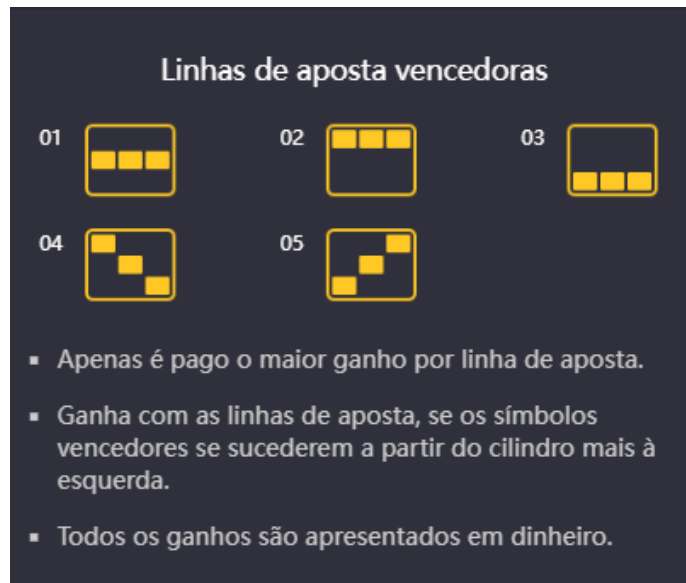 Linhas de aposta vencedoras
01 02 03
04 05
▪ Apenas é pago o maior ganho por linha de aposta.
▪ Ganha com as linhas de aposta, se os símbolos
vencedores se sucederem a partir do cilindro mais à
esquerda.
▪ Todos os ganhos são apresentados em dinheiro.